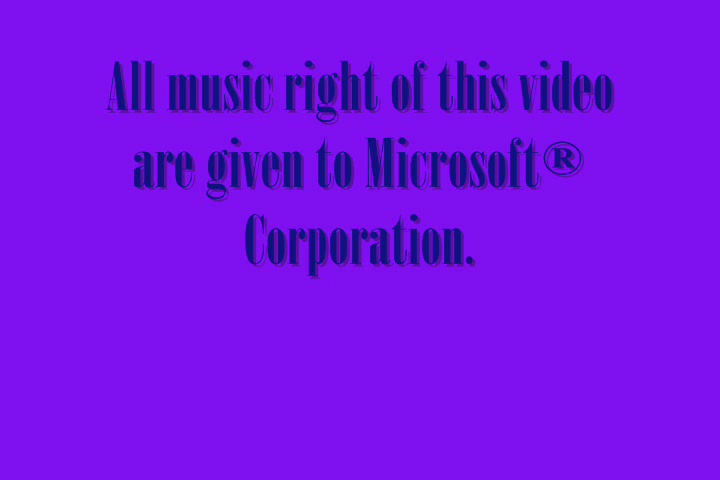 All music right of this video
are given to Microsoft®
Corporation.